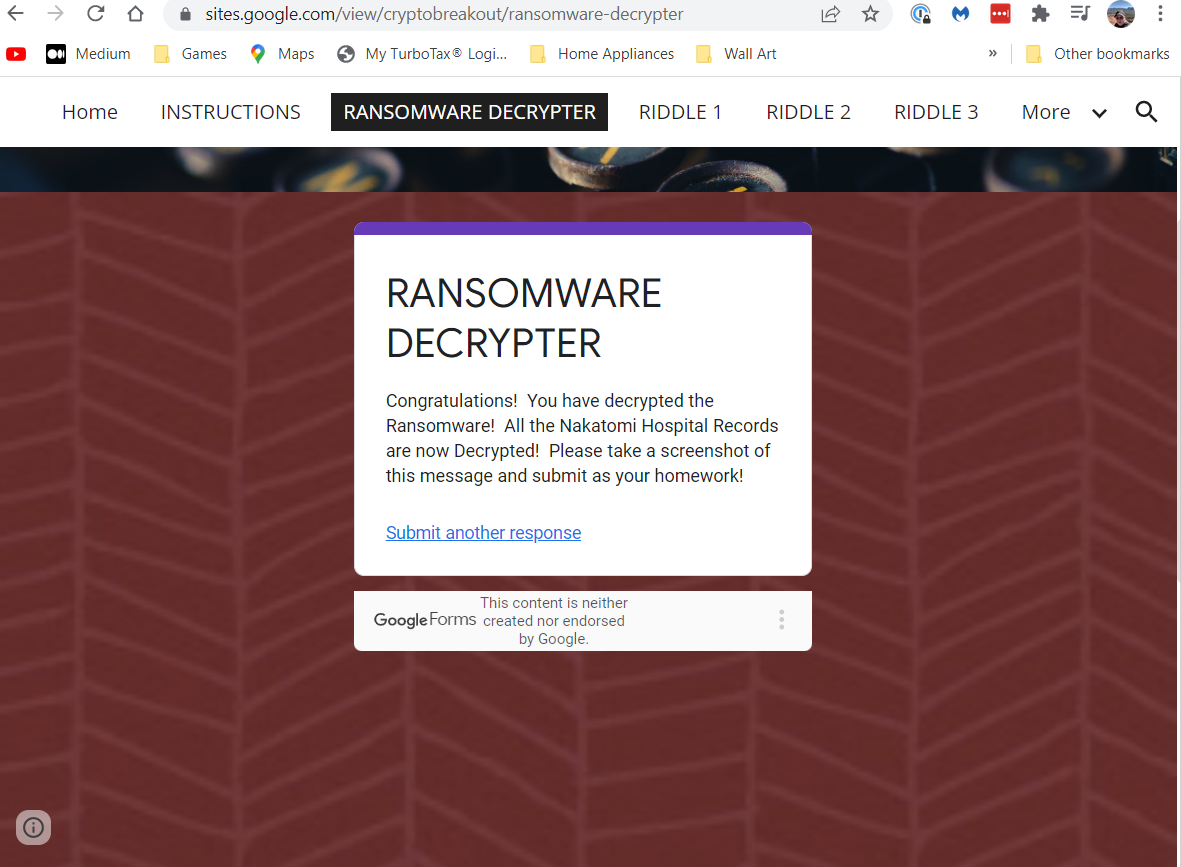 sites.google.com/view/cryptobreakout/ransomware-decrypter
Medium Games Maps My TurboTax® Logi... Home Appliances Wall Art » Other bookmarks
Home INSTRUCTIONS RANSOMWARE DECRYPTER RIDDLE 1 RIDDLE 2 RIDDLE 3 More
RANSOMWARE
DECRYPTER
Congratulations! You have decrypted the
Ransomware! All the Nakatomi Hospital Records
are now Decrypted! Please take a screenshot of
this message and submit as your homework!
Submit another response
Google Forms
This content is neither
created nor endorsed
by Google.